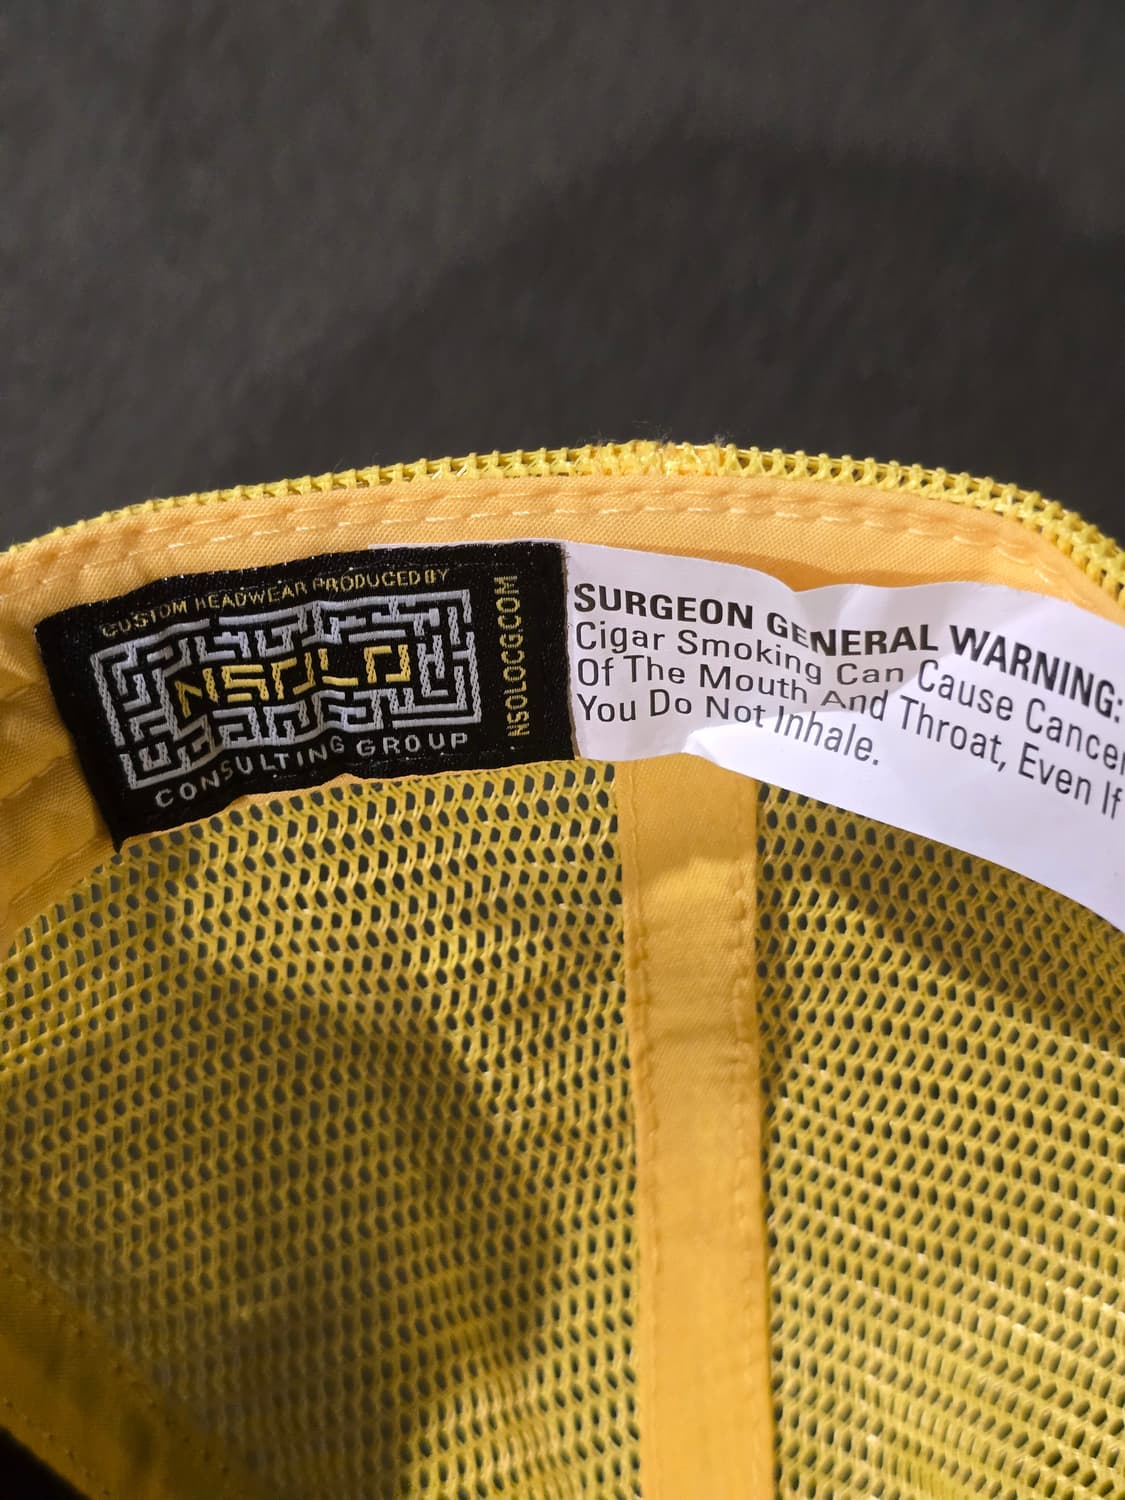 CUSTOM HEADWEAR PRODUCED BY
NSOLO
CONSULTING GROUP
NSOLOCG.COM
SURGEON GENERAL WARNING:
Cigar Smoking Can Cause Cancer
Of The Mouth And Throat, Even If
You Do Not Inhale.